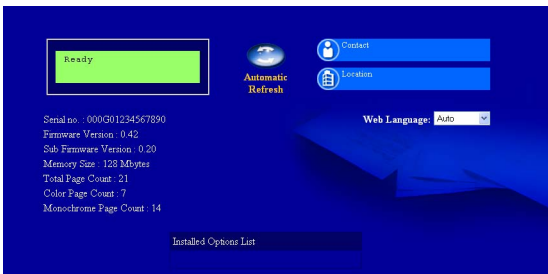 Ready
Automatic
Refresh
Contact
Location
Serial no. : 000G01234567890
Firmware Version : 0.42
Sub Firmware Version : 0.20
Memory Size : 128 Mbytes
Total Page Count : 21
Color Page Count : 7
Monochrome Page Count : 14
Web Language: Auto
Installed Options List